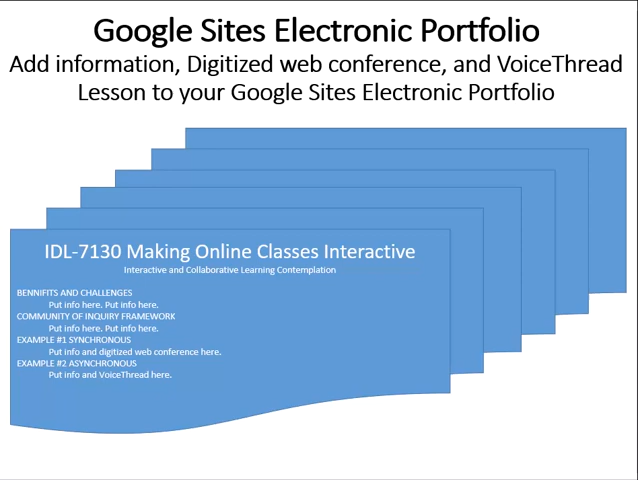 Google Sites Electronic Portfolio
Add information, Digitized web conference, and VoiceThread
Lesson to your Google Sites Electronic Portfolio
IDL-7130 Making Online Classes Interactive
Interactive and Collaborative Learning Contemplation
BENNIFITS AND CHALLENGES
Put info here. Put info here.
COMMUNITY OF INQUIRY FRAMEWORK
Put info here. Put info here.
EXAMPLE #1 SYNCHRONOUS
Put info and digitized web conference here.
EXAMPLE #2 ASYNCHRONOUS
Put info and VoiceThread here.